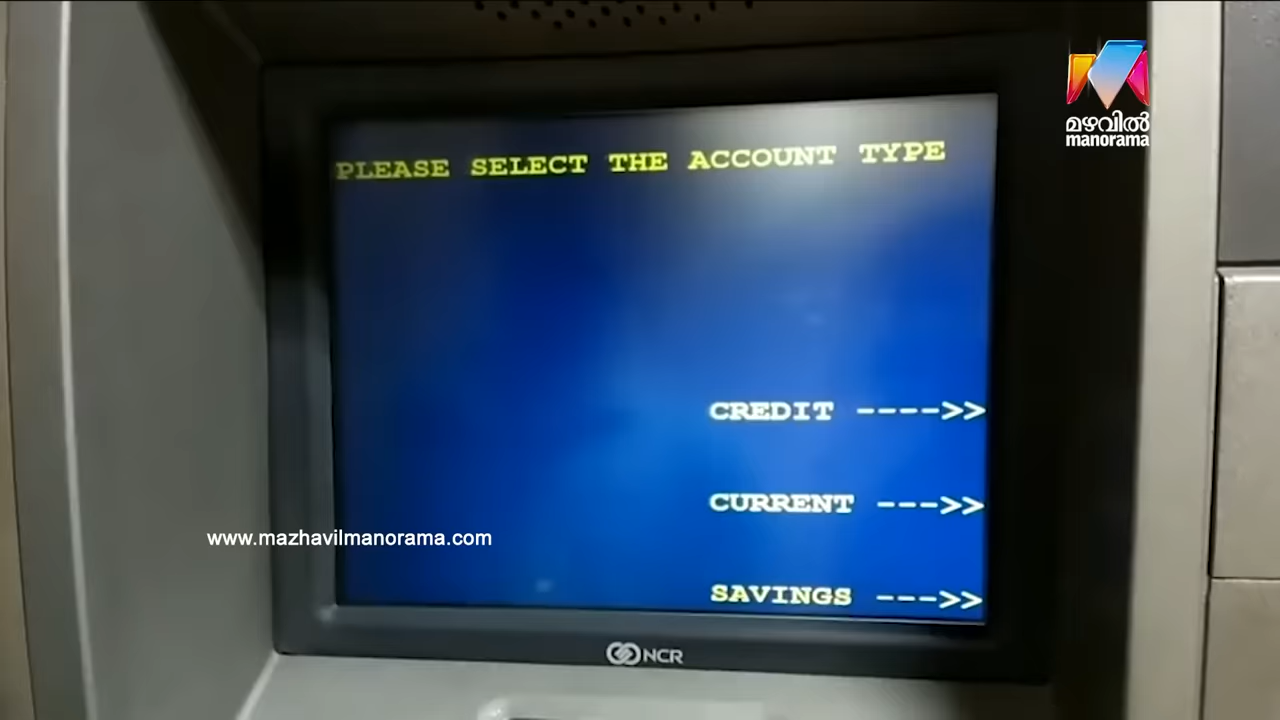 മഴവിൽ
manorama
PLEASE SELECT THE ACCOUNT TYPE
CREDIT ---->>
CURRENT --->>
SAVINGS --->>
www.mazhavilmanorama.com
NCR